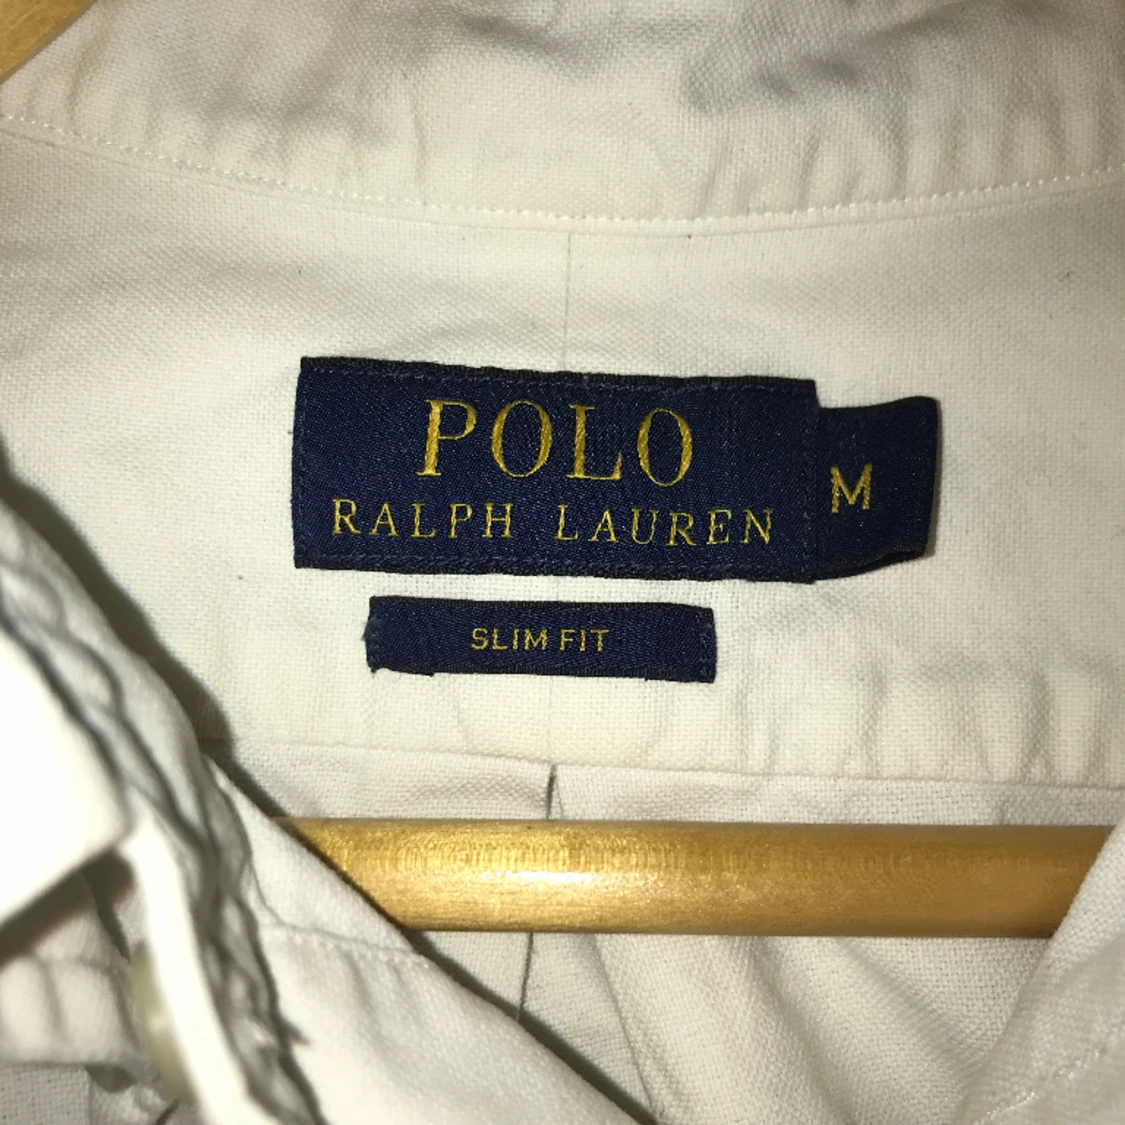 POLO
RALPH LAUREN
M
SLIM FIT